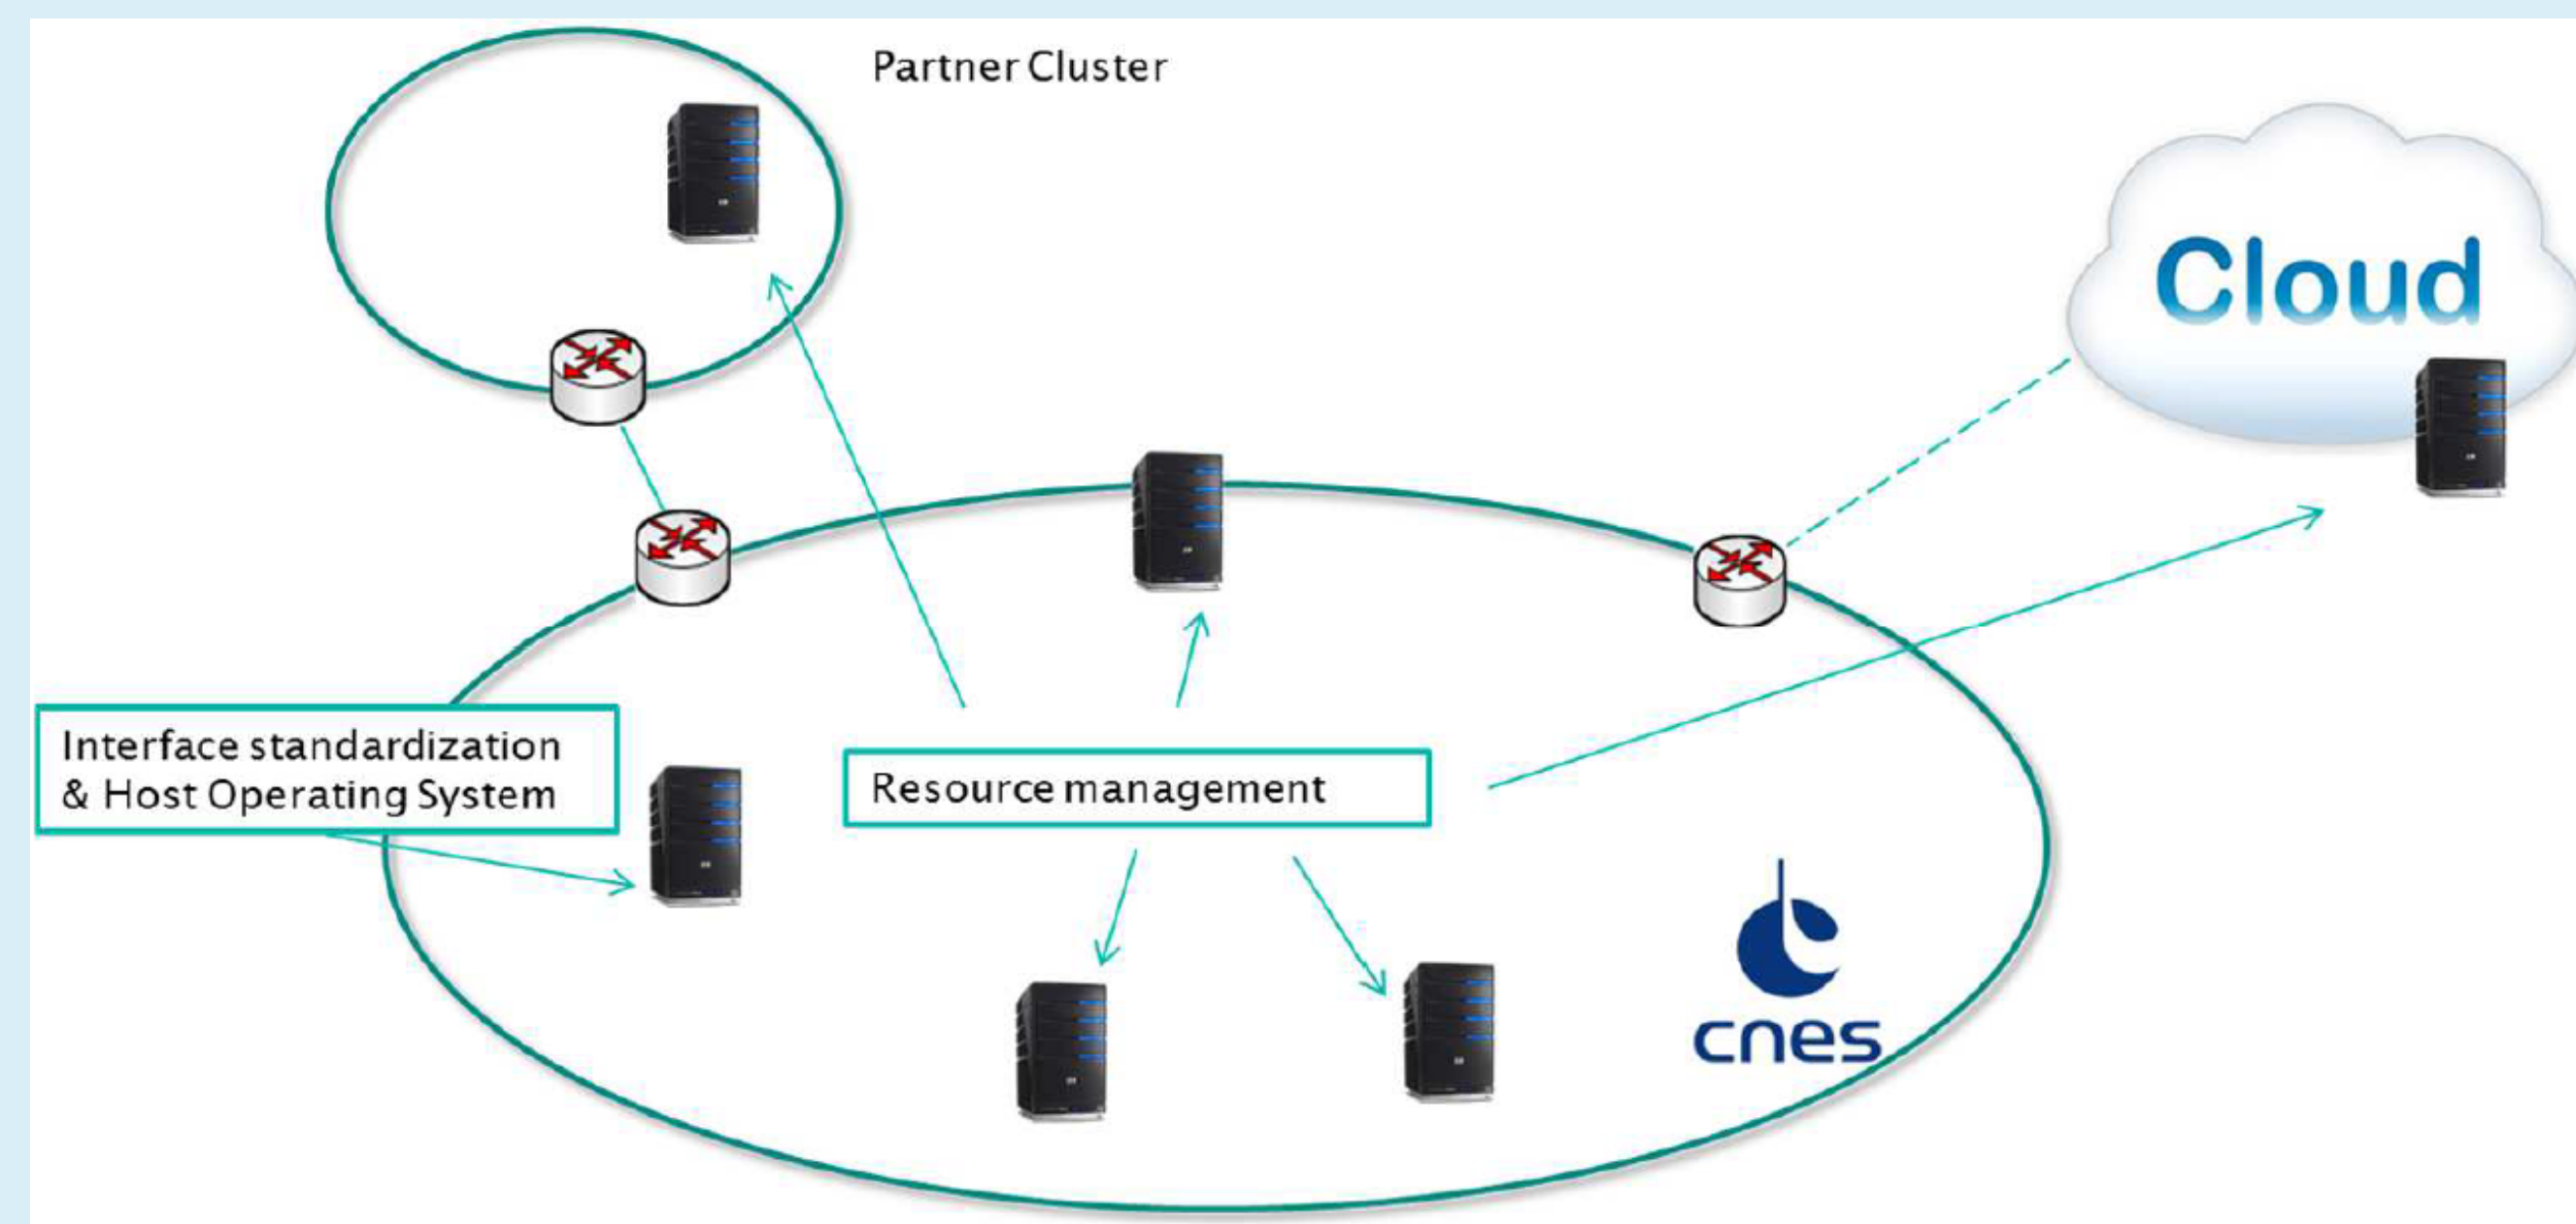 Partner Cluster
Cloud
Interface standardization
& Host Operating System
Resource management
cnes